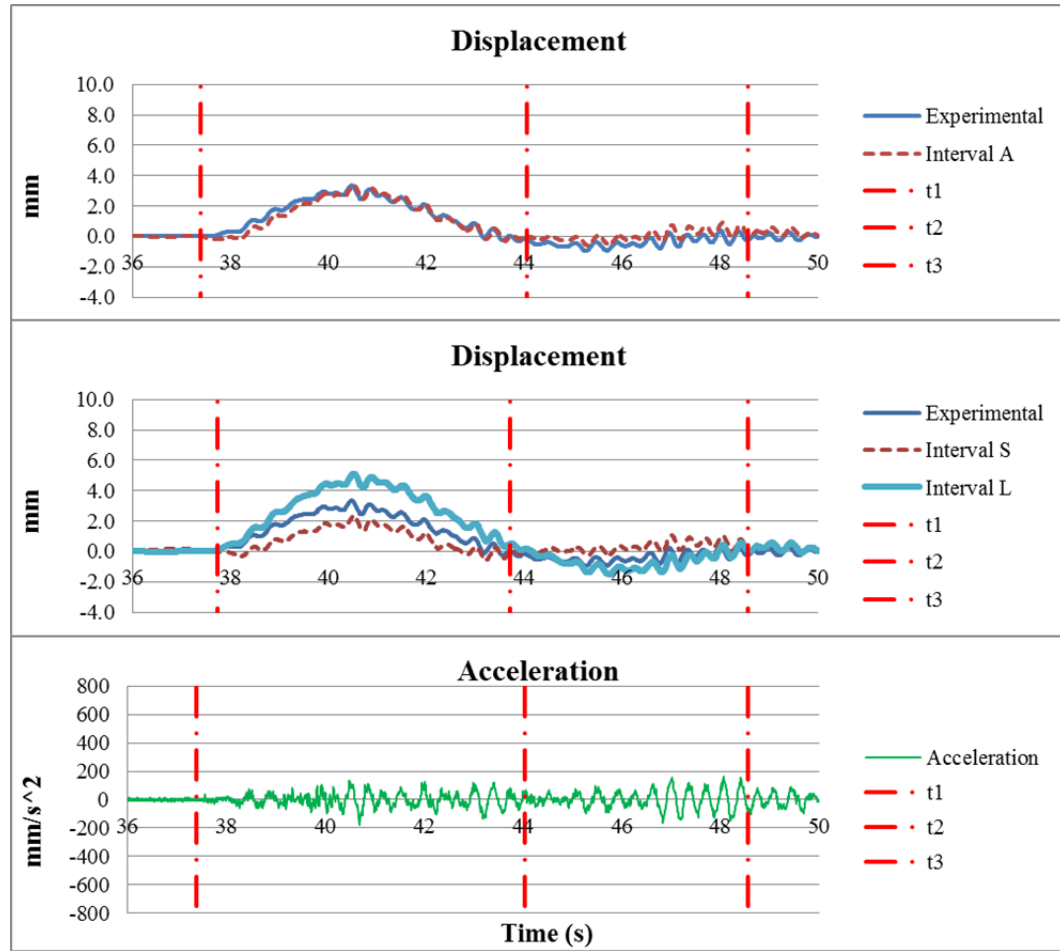 Displacement
10.0
8.0
6.0
4.0
2.0
0.0
-2.0
-4.0
mm
36 38 40 42 44 46 48 50
Experimental
Interval A
t1
t2
t3
Displacement
10.0
8.0
6.0
4.0
2.0
0.0
-2.0
-4.0
mm
36 38 40 42 44 46 48 50
Experimental
Interval S
Interval L
t1
t2
t3
Acceleration
800
600
400
200
0
-200
-400
-600
-800
mm/s^2
36 38 40 42 44 46 48 50
Time (s)
Acceleration
t1
t2
t3